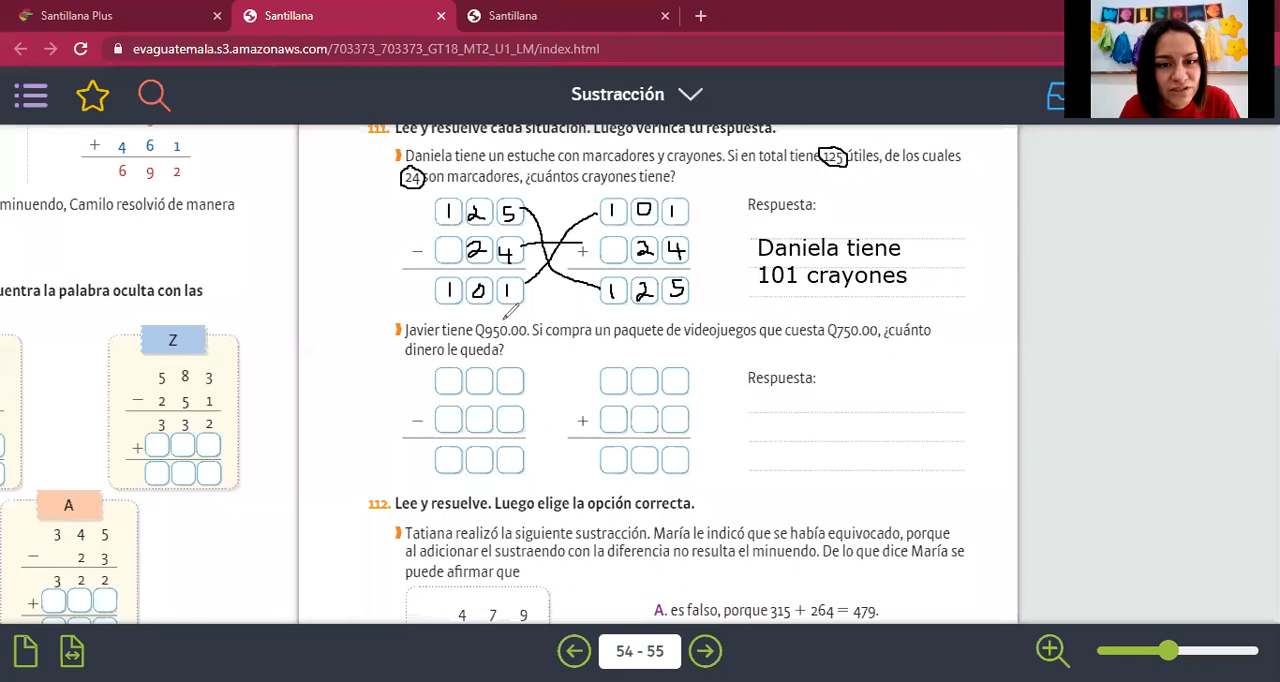 Santillana Plus
Santillana
Santillana
evaguatemala.s3.amazonaws.com/703373_703373_GT18_MT2_U1_LM/index.html
Sustracción
+ 4 6 1
6 9 2
minuendo, Camilo resolvió de manera
uentra la palabra oculta con las
Z
5 8 3
− 2 5 1
3 3 2
+
A
3 4 5
− 2 3
3 2 2
+
111. Lee y resuelve cada situación. Luego verifica tu respuesta.
Daniela tiene un estuche con marcadores y crayones. Si en total tiene 125 útiles, de los cuales
24 son marcadores, ¿cuántos crayones tiene?
1 2 5
− 2 4
1 0 1
1 0 1
+ 2 4
1 2 5
Respuesta:
Daniela tiene
101 crayones
Javier tiene Q950.00. Si compra un paquete de videojuegos que cuesta Q750.00, ¿cuánto
dinero le queda?
−
+
Respuesta:
112. Lee y resuelve. Luego elige la opción correcta.
Tatiana realizó la siguiente sustracción. María le indicó que se había equivocado, porque
al adicionar el sustraendo con la diferencia no resulta el minuendo. De lo que dice María se
puede afirmar que
4 7 9
A. es falso, porque 315 + 264 = 479.
54 - 55